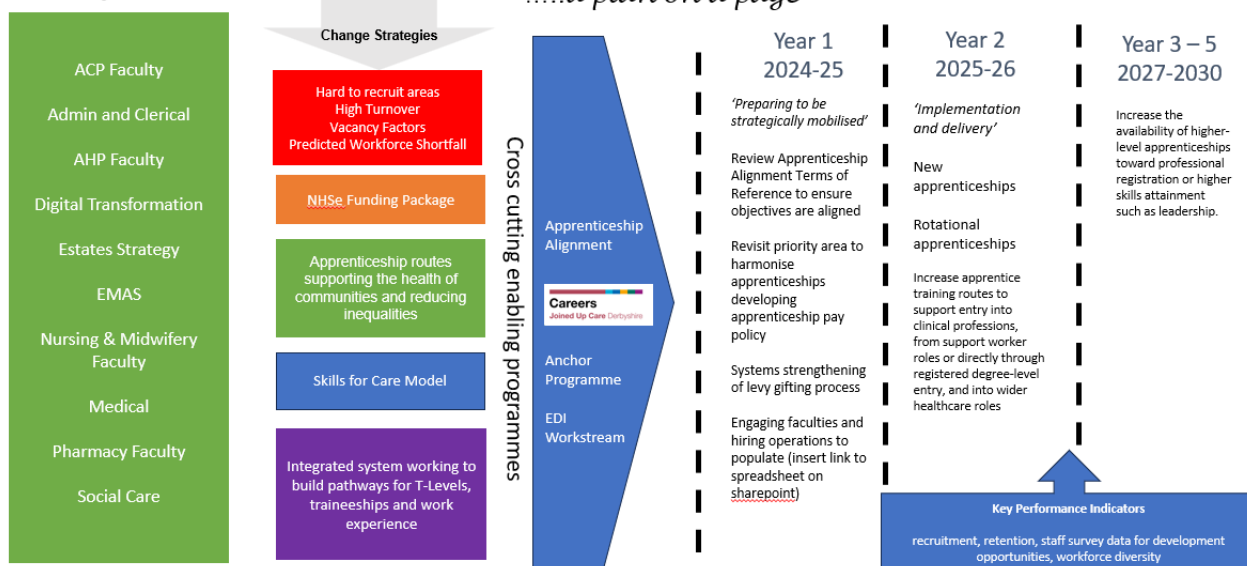 .....a plan on a page
ACP Faculty
Admin and Clerical
AHP Faculty
Digital Transformation
Estates Strategy
EMAS
Nursing & Midwifery
Faculty
Medical
Pharmacy Faculty
Social Care
Change Strategies
Hard to recruit areas
High Turnover
Vacancy Factors
Predicted Workforce Shortfall
NHSe Funding Package
Apprenticeship routes
supporting the health of
communities and reducing
inequalities
Skills for Care Model
Integrated system working to
build pathways for T-Levels,
traineeships and work
experience
Cross cutting enabling programmes
Apprenticeship
Alignment
Careers
Joined Up Care Derbyshire
Anchor
Programme
EDI
Workstream
Year 1
2024-25
‘Preparing to be
strategically mobilised’
Review Apprenticeship
Alignment Terms of
Reference to ensure
objectives are aligned
Revisit priority area to
harmonise
apprenticeships
developing
apprenticeship pay
policy
Systems strengthening
of levy gifting process
Engaging faculties and
hiring operations to
populate (insert link to
spreadsheet on
sharepoint)
Year 2
2025-26
‘Implementation
and delivery’
New
apprenticeships
Rotational
apprenticeships
Increase apprentice
training routes to
support entry into
clinical professions,
from support worker
roles or directly through
registered degree-level
entry, and into wider
healthcare roles
Year 3 – 5
2027-2030
Increase the
availability of higher-
level apprenticeships
toward professional
registration or higher
skills attainment
such as leadership.
Key Performance Indicators
recruitment, retention, staff survey data for development
opportunities, workforce diversity